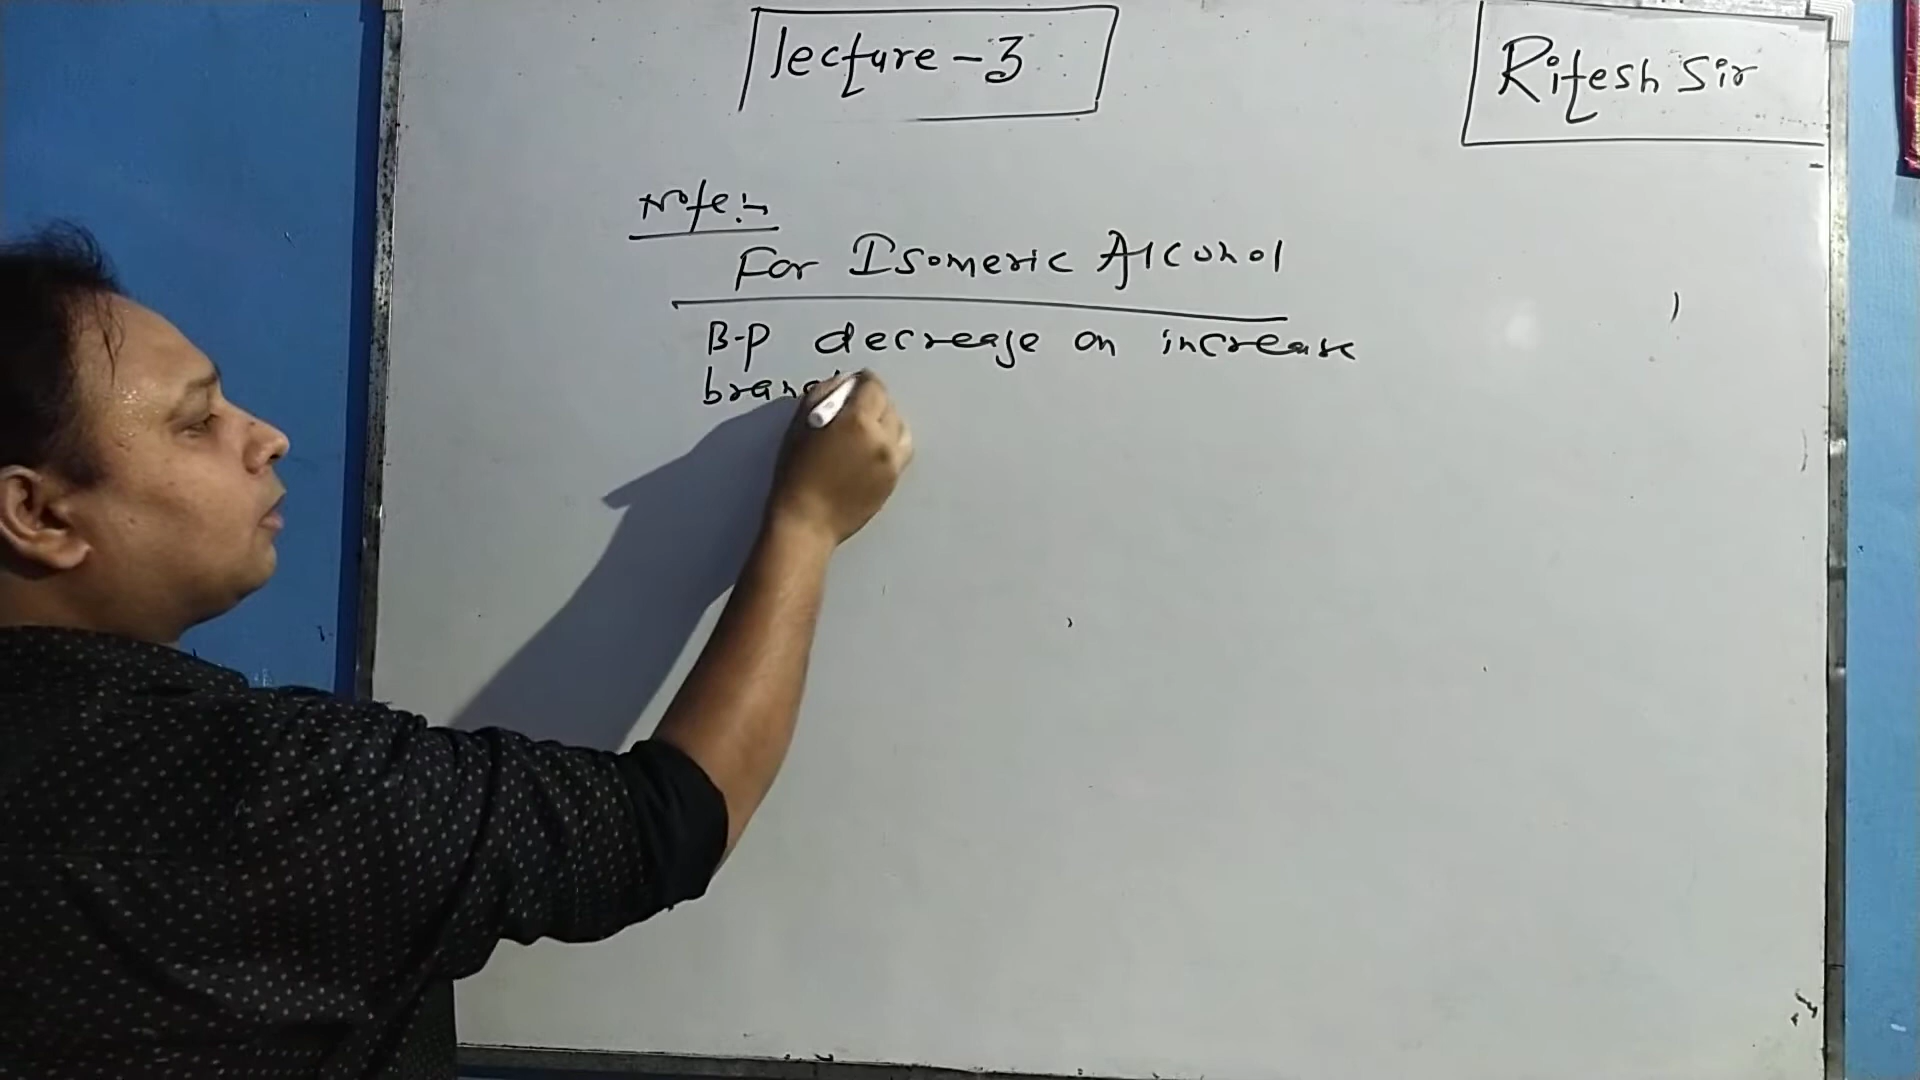 lecture - 3
Ritesh Sir
Note:-
For Isomeric Alcohol
B-P decrease on increase